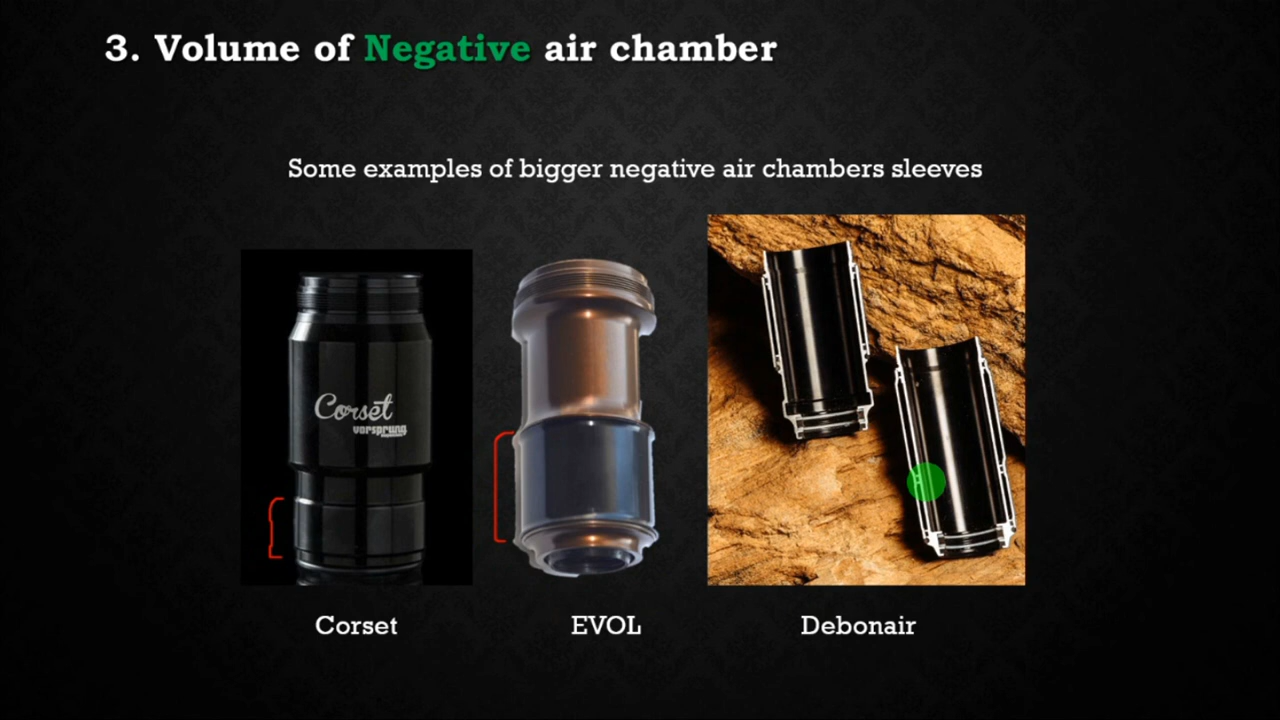 3. Volume of Negative air chamber
Some examples of bigger negative air chambers sleeves
Corset
vorsprung
Corset
EVOL
Debonair